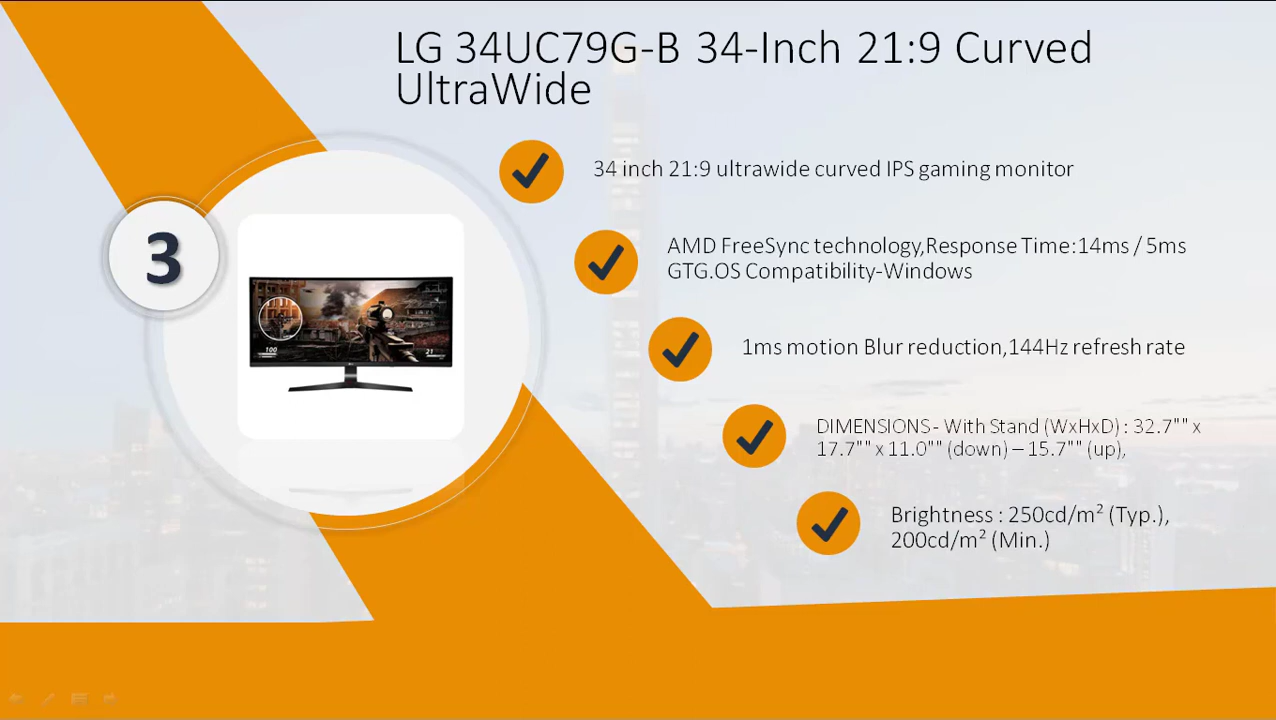 LG 34UC79G-B 34-Inch 21:9 Curved
UltraWide
34 inch 21:9 ultrawide curved IPS gaming monitor
3
AMD FreeSync technology,Response Time:14ms / 5ms
GTG.OS Compatibility-Windows
1ms motion Blur reduction,144Hz refresh rate
100
21
DIMENSIONS - With Stand (WxHxD) : 32.7"" x
17.7"" x 11.0"" (down) – 15.7"" (up),
Brightness : 250cd/m² (Typ.),
200cd/m² (Min.)